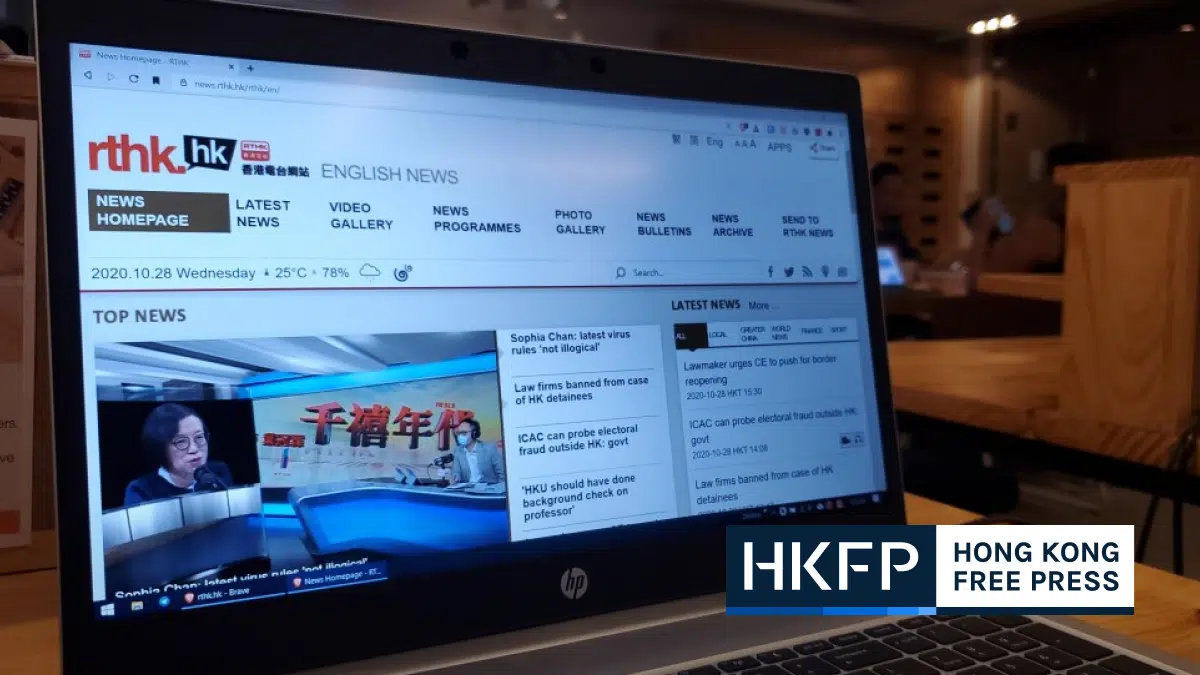 News Homepage - RTHK
news.rthk.hk/rthk/en/
繁 簡 Eng A A A APPS Share
rthk.hk RTHK
香港電台網站 ENGLISH NEWS
NEWS
HOMEPAGE
LATEST
NEWS
VIDEO
GALLERY
NEWS
PROGRAMMES
PHOTO
GALLERY
NEWS
BULLETINS
NEWS
ARCHIVE
SEND TO
RTHK NEWS
2020.10.28 Wednesday 25°C 78%
Search...
TOP NEWS
千禧年代
Sophia Chan: latest virus rules 'not illogical'
Sophia Chan: latest virus
rules 'not illogical'
Law firms banned from case
of HK detainees
ICAC can probe electoral
fraud outside HK: govt
'HKU should have done
background check on
professor'
LATEST NEWS More ...
ALL LOCAL GREATER CHINA WORLD NEWS FINANCE SPORT
Lawmaker urges CE to push for border
reopening
2020-10-28 HKT 15:30
ICAC can probe electoral fraud outside HK:
govt
2020-10-28 HKT 14:08
Law firms banned from case of HK
detainees
rthk.hk - Brave
News Homepage - RT...
hp
HKFP
HONG KONG
FREE PRESS